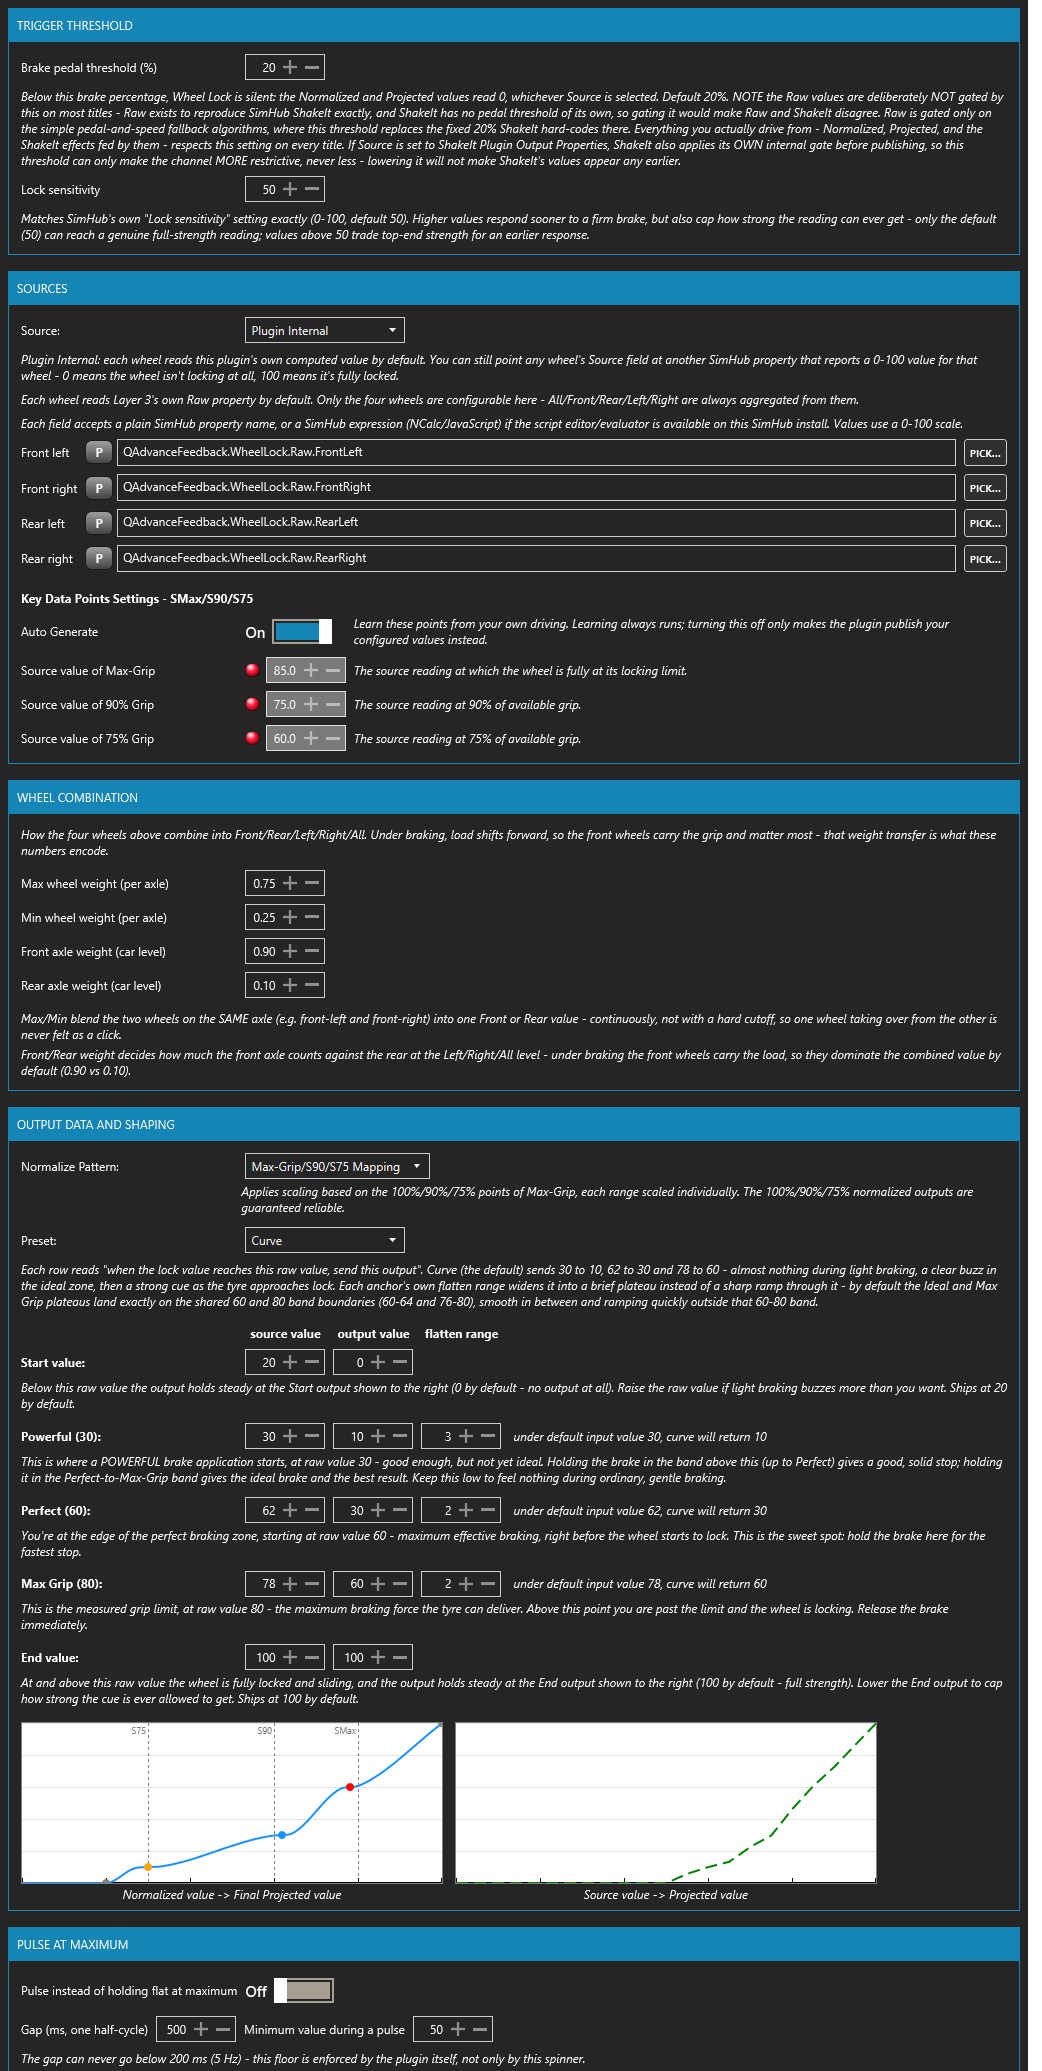 TRIGGER THRESHOLD
Brake pedal threshold (%) 20
Below this brake percentage, Wheel Lock is silent: the Normalized and Projected values read 0, whichever Source is selected. Default 20%. NOTE the Raw values are deliberately NOT gated by
this on most titles - Raw exists to reproduce SimHub ShakeIt exactly, and ShakeIt has no pedal threshold of its own, so gating it would make Raw and ShakeIt disagree. Raw is gated only on
the simple pedal-and-speed fallback algorithms, where this threshold replaces the fixed 20% ShakeIt hard-codes there. Everything you actually drive from - Normalized, Projected, and the
ShakeIt effects fed by them - respects this setting on every title. If Source is set to ShakeIt Plugin Output Properties, ShakeIt also applies its OWN internal gate before publishing, so this
threshold can only make the channel MORE restrictive, never less - lowering it will not make ShakeIt's values appear any earlier.
Lock sensitivity 50
Matches SimHub's own "Lock sensitivity" setting exactly (0-100, default 50). Higher values respond sooner to a firm brake, but also cap how strong the reading can ever get - only the default
(50) can reach a genuine full-strength reading; values above 50 trade top-end strength for an earlier response.
SOURCES
Source: Plugin Internal
Plugin Internal: each wheel reads this plugin's own computed value by default. You can still point any wheel's Source field at another SimHub property that reports a 0-100 value for that
wheel - 0 means the wheel isn't locking at all, 100 means it's fully locked.
Each wheel reads Layer 3's own Raw property by default. Only the four wheels are configurable here - All/Front/Rear/Left/Right are always aggregated from them.
Each field accepts a plain SimHub property name, or a SimHub expression (NCalc/JavaScript) if the script editor/evaluator is available on this SimHub install. Values use a 0-100 scale.
Front left P QAdvanceFeedback.WheelLock.Raw.FrontLeft PICK...
Front right P QAdvanceFeedback.WheelLock.Raw.FrontRight PICK...
Rear left P QAdvanceFeedback.WheelLock.Raw.RearLeft PICK...
Rear right P QAdvanceFeedback.WheelLock.Raw.RearRight PICK...
Key Data Points Settings - SMax/S90/S75
Auto Generate On Learn these points from your own driving. Learning always runs; turning this off only makes the plugin publish your
configured values instead.
Source value of Max-Grip 85.0 The source reading at which the wheel is fully at its locking limit.
Source value of 90% Grip 75.0 The source reading at 90% of available grip.
Source value of 75% Grip 60.0 The source reading at 75% of available grip.
WHEEL COMBINATION
How the four wheels above combine into Front/Rear/Left/Right/All. Under braking, load shifts forward, so the front wheels carry the grip and matter most - that weight transfer is what these
numbers encode.
Max wheel weight (per axle) 0.75
Min wheel weight (per axle) 0.25
Front axle weight (car level) 0.90
Rear axle weight (car level) 0.10
Max/Min blend the two wheels on the SAME axle (e.g. front-left and front-right) into one Front or Rear value - continuously, not with a hard cutoff, so one wheel taking over from the other is
never felt as a click.
Front/Rear weight decides how much the front axle counts against the rear at the Left/Right/All level - under braking the front wheels carry the load, so they dominate the combined value by
default (0.90 vs 0.10).
OUTPUT DATA AND SHAPING
Normalize Pattern: Max-Grip/S90/S75 Mapping
Applies scaling based on the 100%/90%/75% points of Max-Grip, each range scaled individually. The 100%/90%/75% normalized outputs are
guaranteed reliable.
Preset: Curve
Each row reads "when the lock value reaches this raw value, send this output". Curve (the default) sends 30 to 10, 62 to 30 and 78 to 60 - almost nothing during light braking, a clear buzz in
the ideal zone, then a strong cue as the tyre approaches lock. Each anchor's own flatten range widens it into a brief plateau instead of a sharp ramp through it - by default the Ideal and Max
Grip plateaus land exactly on the shared 60 and 80 band boundaries (60-64 and 76-80), smooth in between and ramping quickly outside that 60-80 band.
source value output value flatten range
Start value: 20 0
Below this raw value the output holds steady at the Start output shown to the right (0 by default - no output at all). Raise the raw value if light braking buzzes more than you want. Ships at 20
by default.
Powerful (30): 30 10 3 under default input value 30, curve will return 10
This is where a POWERFUL brake application starts, at raw value 30 - good enough, but not yet ideal. Holding the brake in the band above this (up to Perfect) gives a good, solid stop; holding
it in the Perfect-to-Max-Grip band gives the ideal brake and the best result. Keep this low to feel nothing during ordinary, gentle braking.
Perfect (60): 62 30 2 under default input value 62, curve will return 30
You're at the edge of the perfect braking zone, starting at raw value 60 - maximum effective braking, right before the wheel starts to lock. This is the sweet spot: hold the brake here for the
fastest stop.
Max Grip (80): 78 60 2 under default input value 78, curve will return 60
This is the measured grip limit, at raw value 80 - the maximum braking force the tyre can deliver. Above this point you are past the limit and the wheel is locking. Release the brake
immediately.
End value: 100 100
At and above this raw value the wheel is fully locked and sliding, and the output holds steady at the End output shown to the right (100 by default - full strength). Lower the End output to cap
how strong the cue is ever allowed to get. Ships at 100 by default.
S75 S90 SMax
Normalized value -> Final Projected value
Source value -> Projected value
PULSE AT MAXIMUM
Pulse instead of holding flat at maximum Off
Gap (ms, one half-cycle) 500 Minimum value during a pulse 50
The gap can never go below 200 ms (5 Hz) - this floor is enforced by the plugin itself, not only by this spinner.